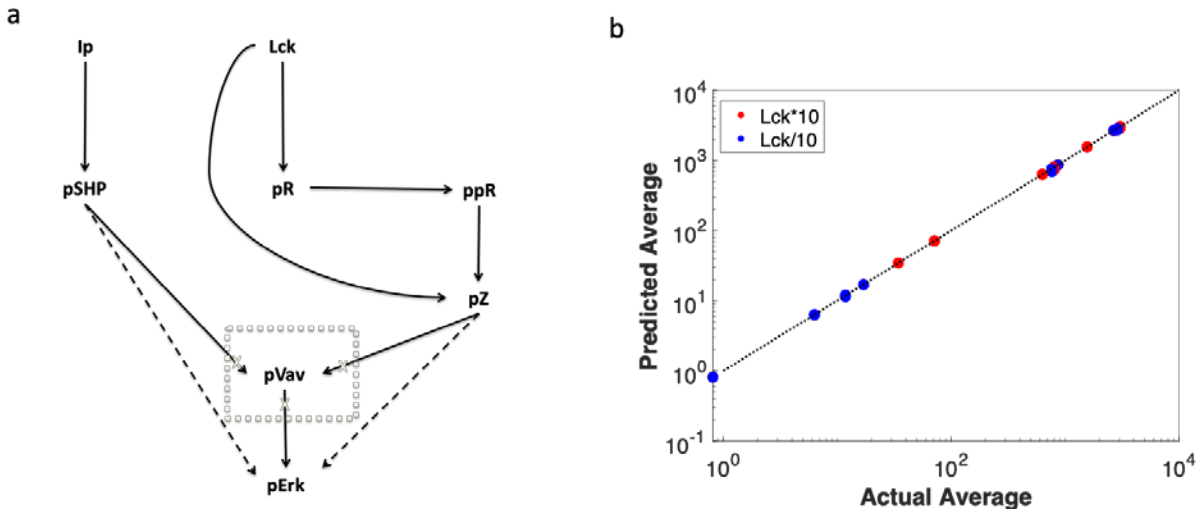 a
Ip Lck
pSHP pR ppR
pZ
pVav
X X
X
pErk
b
Lck*10
Lck/10
10^4
10^3
10^2
10^1
10^0
10^-1
10^0 10^2 10^4
Predicted Average
Actual Average